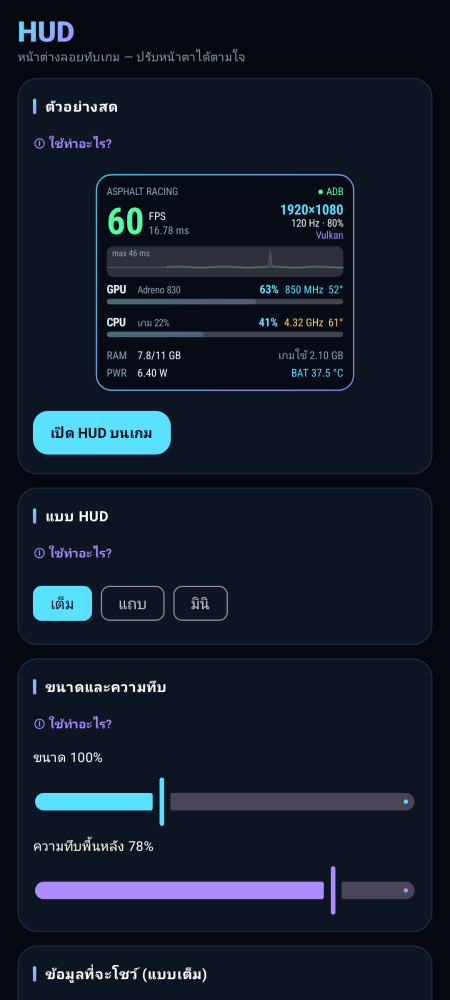 HUD
หน้าต่างลอยทับเกม — ปรับหน้าตาได้ตามใจ
ตัวอย่างสด
ใช้ทำอะไร?
ASPHALT RACING
● ADB
60 FPS
16.78 ms
1920×1080
120 Hz · 80%
Vulkan
max 46 ms
GPU Adreno 830 63% 850 MHz 52°
CPU เกม 22% 41% 4.32 GHz 61°
RAM 7.8/11 GB เกมใช้ 2.10 GB
PWR 6.40 W BAT 37.5 °C
เปิด HUD บนเกม
แบบ HUD
ใช้ทำอะไร?
เต็ม แถบ มินิ
ขนาดและความทึบ
ใช้ทำอะไร?
ขนาด 100%
ความทึบพื้นหลัง 78%
ข้อมูลที่จะโชว์ (แบบเต็ม)